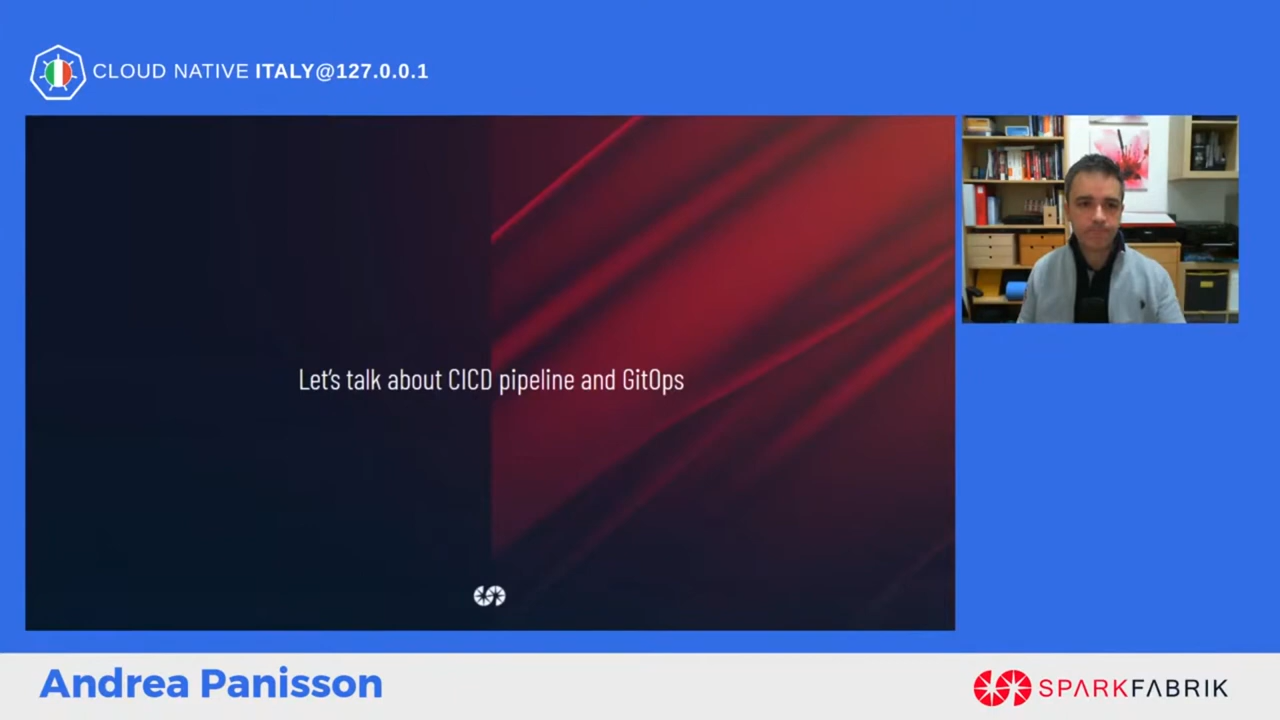 CLOUD NATIVE ITALY@127.0.0.1
Let's talk about CICD pipeline and GitOps
Andrea Panisson
SPARKFABRIK